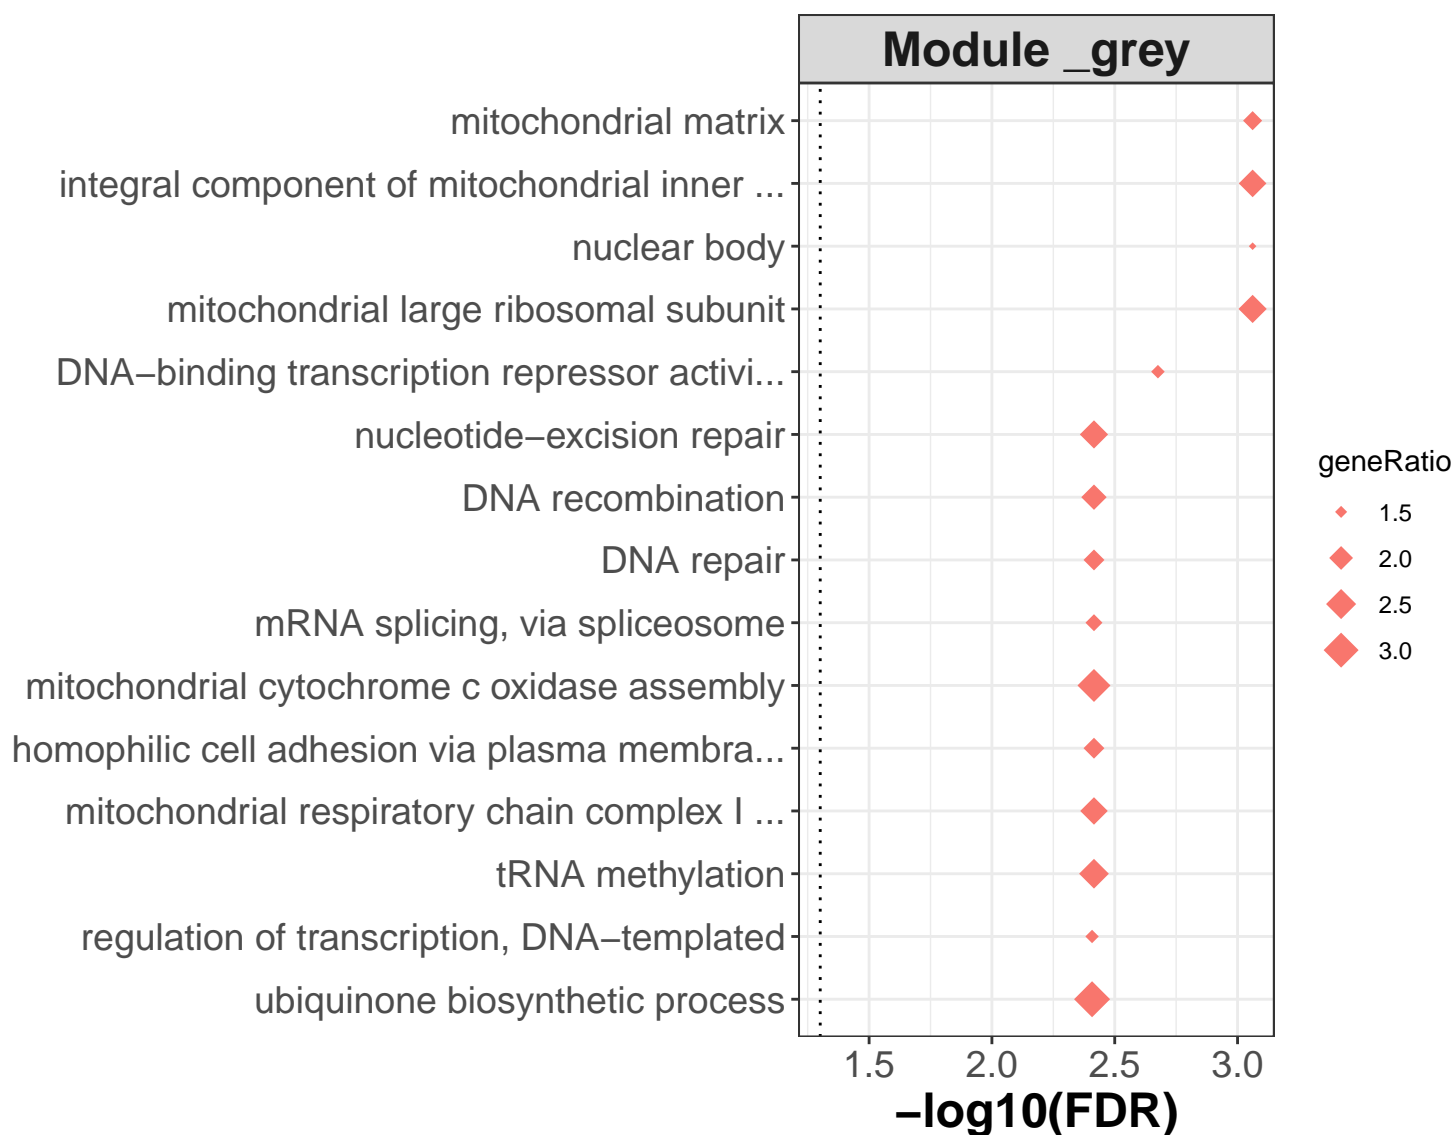 Module _grey
mitochondrial matrix
integral component of mitochondrial inner ...
nuclear body
mitochondrial large ribosomal subunit
DNA−binding transcription repressor activi...
nucleotide−excision repair
DNA recombination
DNA repair
mRNA splicing, via spliceosome
mitochondrial cytochrome c oxidase assembly
homophilic cell adhesion via plasma membra...
mitochondrial respiratory chain complex I ...
tRNA methylation
regulation of transcription, DNA−templated
ubiquinone biosynthetic process
1.5 2.0 2.5 3.0
−log10(FDR)
geneRatio
1.5
2.0
2.5
3.0